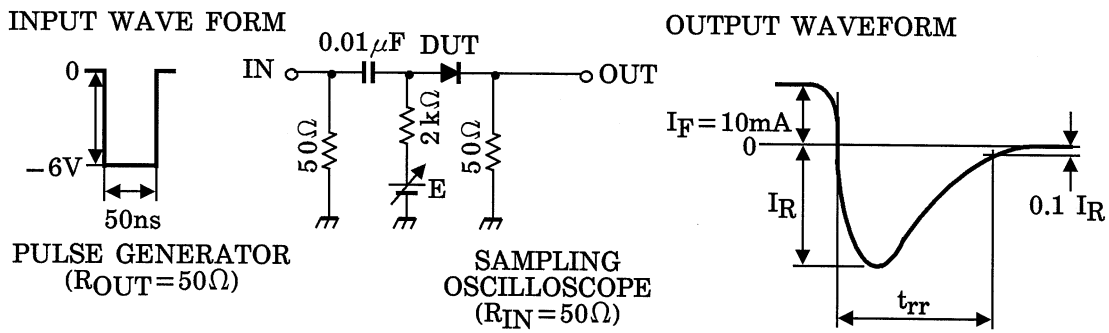 INPUT WAVE FORM
0
−6V
50ns
PULSE GENERATOR
(ROUT=50Ω)
0.01μF
DUT
IN
OUT
50Ω
2kΩ
E
50Ω
SAMPLING
OSCILLOSCOPE
(RIN=50Ω)
OUTPUT WAVEFORM
IF=10mA
0
IR
0.1 IR
trr